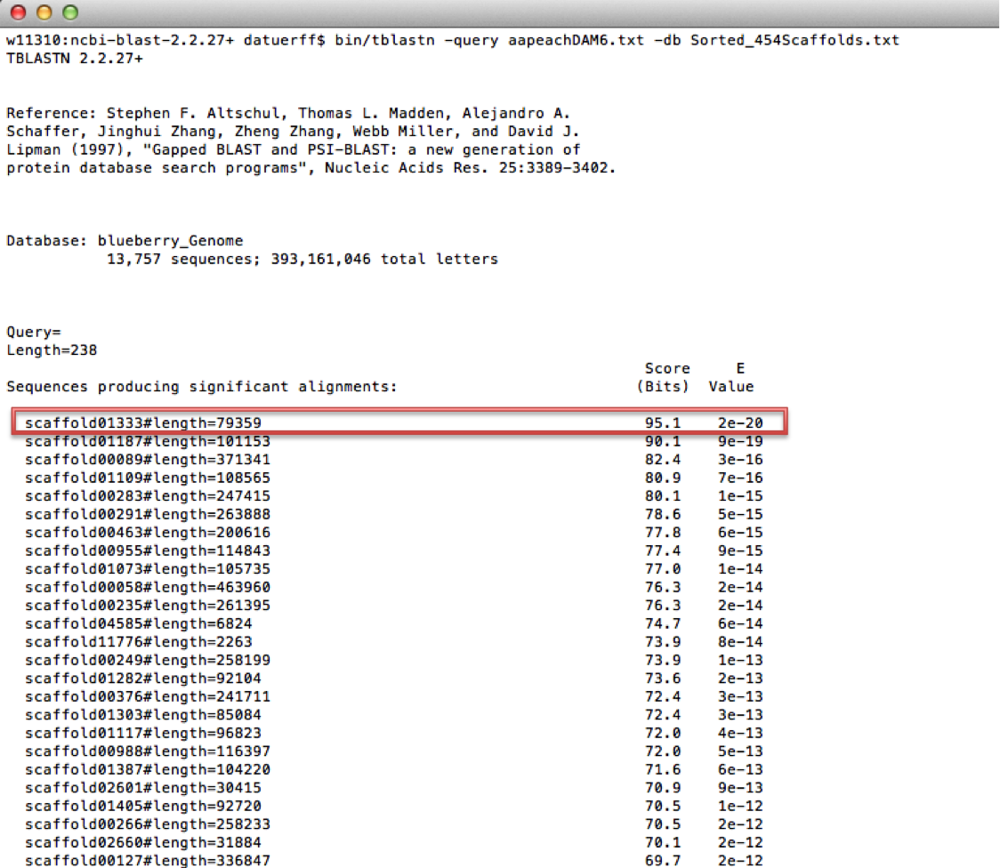 w11310:ncbi-blast-2.2.27+ datuerff$ bin/tblastn -query aapeachDAM6.txt -db Sorted_454Scaffolds.txt
TBLASTN 2.2.27+
Reference: Stephen F. Altschul, Thomas L. Madden, Alejandro A.
Schaffer, Jinghui Zhang, Zheng Zhang, Webb Miller, and David J.
Lipman (1997), "Gapped BLAST and PSI-BLAST: a new generation of
protein database search programs", Nucleic Acids Res. 25:3389-3402.
Database: blueberry_Genome
13,757 sequences; 393,161,046 total letters
Query=
Length=238
Score E
Sequences producing significant alignments: (Bits) Value
scaffold01333#length=79359 95.1 2e-20
scaffold01187#length=101153 90.1 9e-19
scaffold00089#length=371341 82.4 3e-16
scaffold01109#length=108565 80.9 7e-16
scaffold00283#length=247415 80.1 1e-15
scaffold00291#length=263888 78.6 5e-15
scaffold00463#length=200616 77.8 6e-15
scaffold00955#length=114843 77.4 9e-15
scaffold01073#length=105735 77.0 1e-14
scaffold00058#length=463960 76.3 2e-14
scaffold00235#length=261395 76.3 2e-14
scaffold04585#length=6824 74.7 6e-14
scaffold11776#length=2263 73.9 8e-14
scaffold00249#length=258199 73.9 1e-13
scaffold01282#length=92104 73.6 2e-13
scaffold00376#length=241711 72.4 3e-13
scaffold01303#length=85084 72.4 3e-13
scaffold01117#length=96823 72.0 4e-13
scaffold00988#length=116397 72.0 5e-13
scaffold01387#length=104220 71.6 6e-13
scaffold02601#length=30415 70.9 9e-13
scaffold01405#length=92720 70.5 1e-12
scaffold00266#length=258233 70.5 2e-12
scaffold02660#length=31884 70.1 2e-12
scaffold00127#length=336847 69.7 2e-12